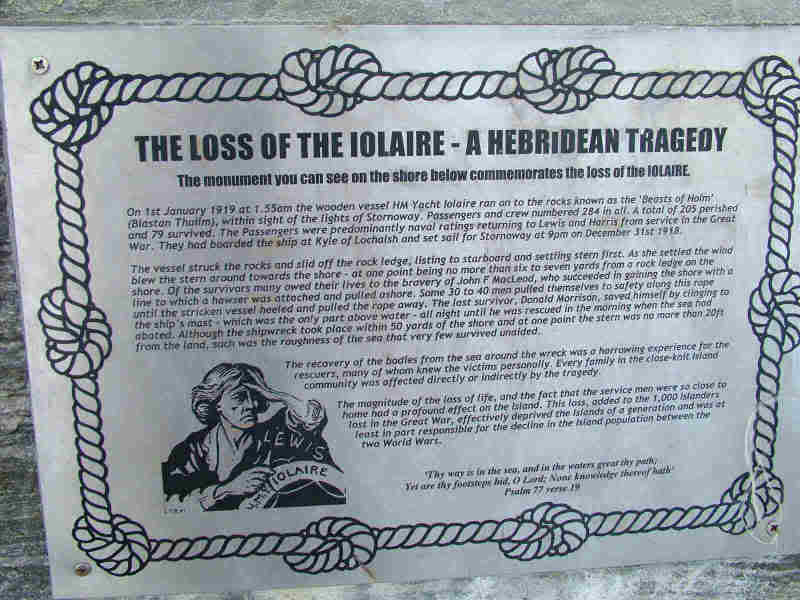 THE LOSS OF THE IOLAIRE - A HEBRIDEAN TRAGEDY
The monument you can see on the shore below commemorates the loss of the IOLAIRE.
On 1st January 1919 at 1.55am the wooden vessel HM Yacht Iolaire ran on to the rocks known as the 'Beasts of Holm'
(Biastan Thuilm), within sight of the lights of Stornoway. Passengers and crew numbered 284 in all. A total of 205 perished
and 79 survived. The Passengers were predominantly naval ratings returning to Lewis and Harris from service in the Great
War. They had boarded the ship at Kyle of Lochalsh and set sail for Stornoway at 9pm on December 31st 1918.
The vessel struck the rocks and slid off the rock ledge, listing to starboard and settling stern first. As she settled the wind
blew the stern around towards the shore - at one point being no more than six to seven yards from a rock ledge on the
shore. Of the survivors many owed their lives to the bravery of John F MacLeod, who succeeded in gaining the shore with a
line to which a hawser was attached and pulled ashore. Some 30 to 40 men pulled themselves to safety along this rope
until the stricken vessel heeled and pulled the rope away. The last survivor, Donald Morrison, saved himself by clinging to
the ship's mast - which was the only part above water - all night until he was rescued in the morning when the sea had
abated. Although the shipwreck took place within 50 yards of the shore and at one point the stern was no more than 20ft
from the land, such was the roughness of the sea that very few survived unaided.
The recovery of the bodies from the sea around the wreck was a harrowing experience for the
rescuers, many of whom knew the victims personally. Every family in the close-knit Island
community was affected directly or indirectly by the tragedy.
The magnitude of the loss of life, and the fact that the service men were so close to
home had a profound effect on the Island. This loss, added to the 1,000 Islanders
lost in the Great War, effectively deprived the Islands of a generation and was at
least in part responsible for the decline in the Island population between the
two World Wars.
LEWIS
H.M.Y. IOLAIRE
'Thy way is in the sea, and in the waters great thy path;
Yet are thy footsteps hid, O Lord; None knowledge thereof hath'
Psalm 77 verse 19